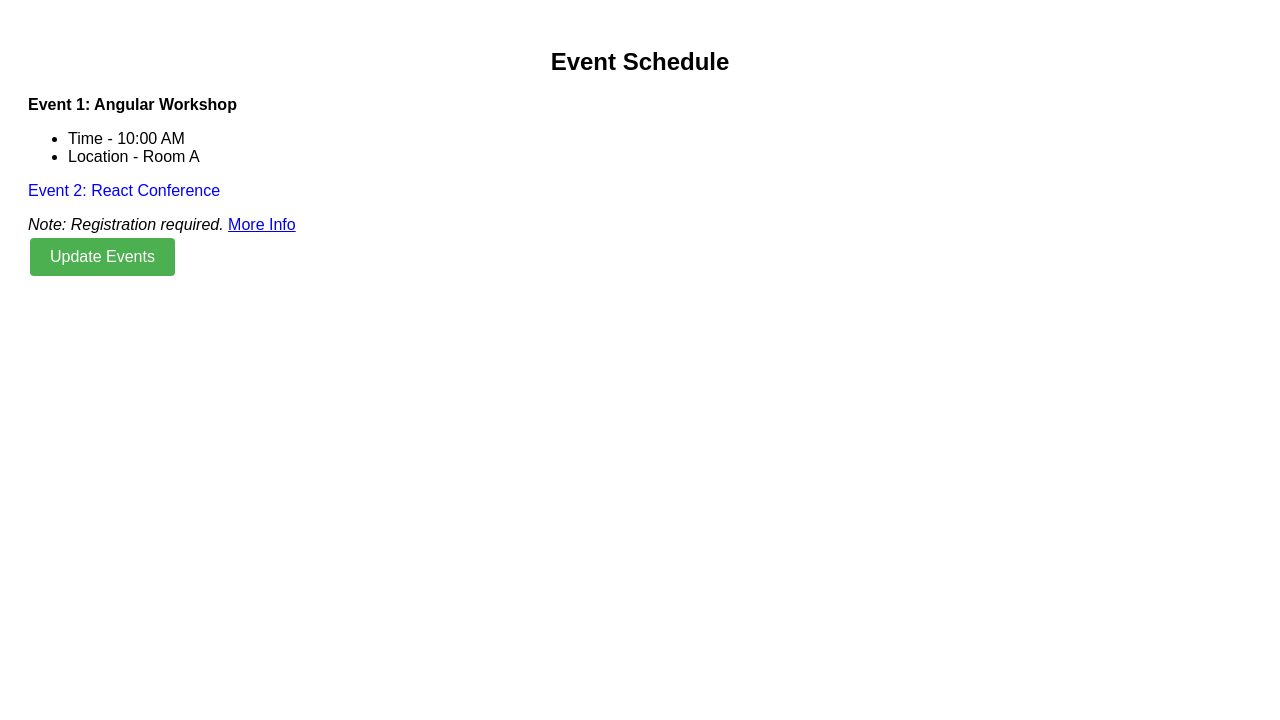 Event Schedule
Event 1: Angular Workshop
Time - 10:00 AM
Location - Room A
Event 2: React Conference
Note: Registration required. More Info
Update Events